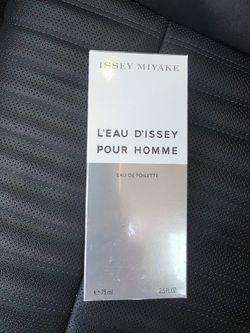 ISSEY MIYAKE
L'EAU D'ISSEY
POUR HOMME
EAU DE TOILETTE
e 75 ml 2.5 FL.OZ